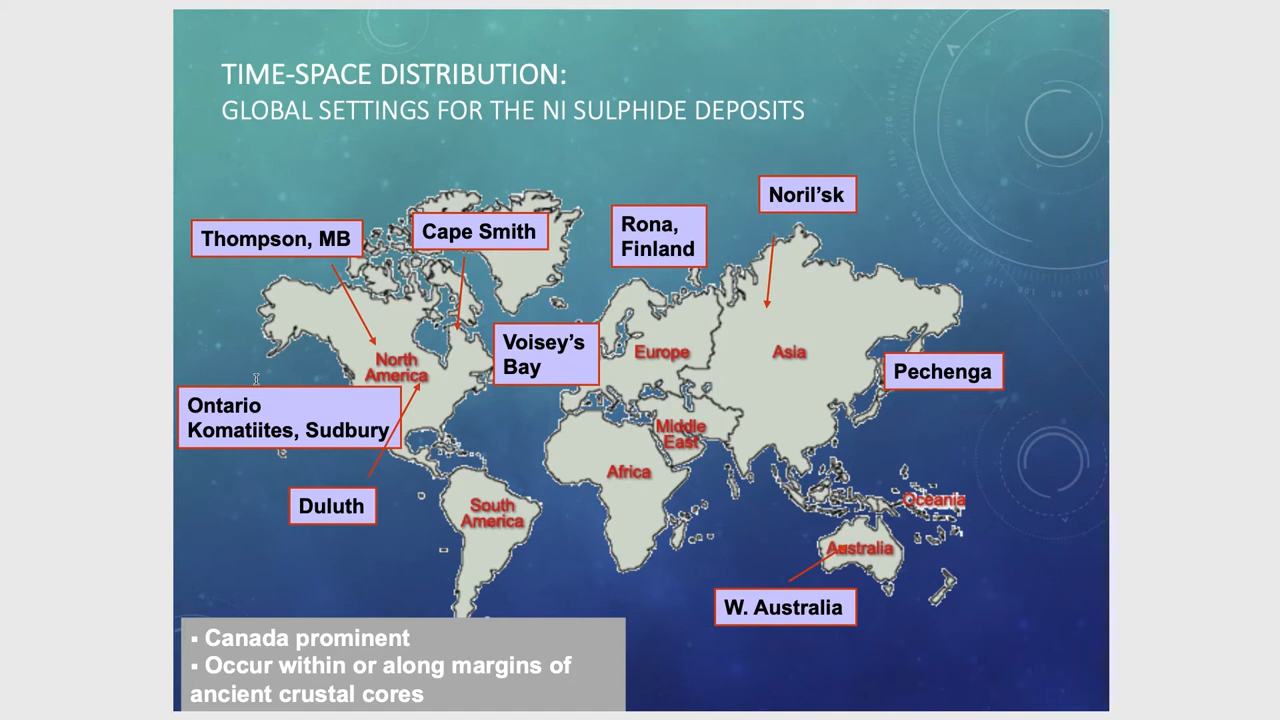 TIME-SPACE DISTRIBUTION:
GLOBAL SETTINGS FOR THE NI SULPHIDE DEPOSITS
Noril'sk
Rona,
Finland
Cape Smith
Thompson, MB
Voisey's
Bay
Europe
Asia
North
America
Pechenga
Ontario
Komatiites, Sudbury
Middle
East
Africa
Duluth
South
America
Oceania
Australia
W. Australia
▪ Canada prominent
▪ Occur within or along margins of
ancient crustal cores